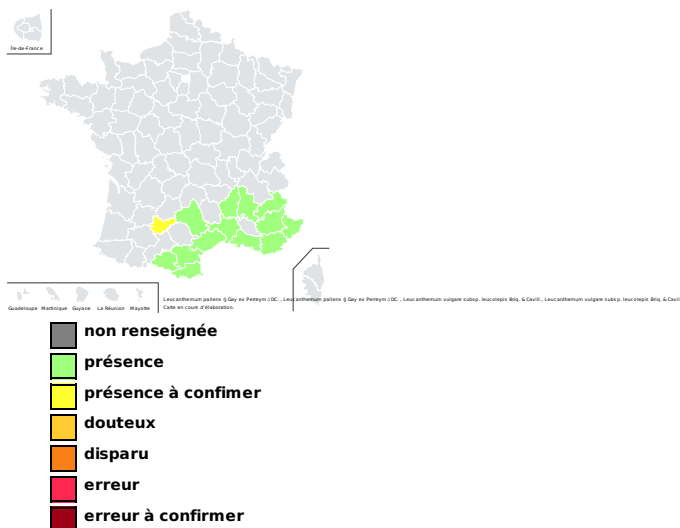 Île-de-France
Guadeloupe Martinique Guyane La Réunion Mayotte
Leucanthemum pallens (J.Gay ex Perreym.) DC. , Leucanthemum pallens (J.Gay ex Perreym.) DC. , Leucanthemum vulgare subsp. leucolepis Briq. & Cavill., Leucanthemum vulgare subsp. leucolepis Briq. & Cavill
Carte en cours d'élaboration.
non renseignée
présence
présence à confimer
douteux
disparu
erreur
erreur à confirmer